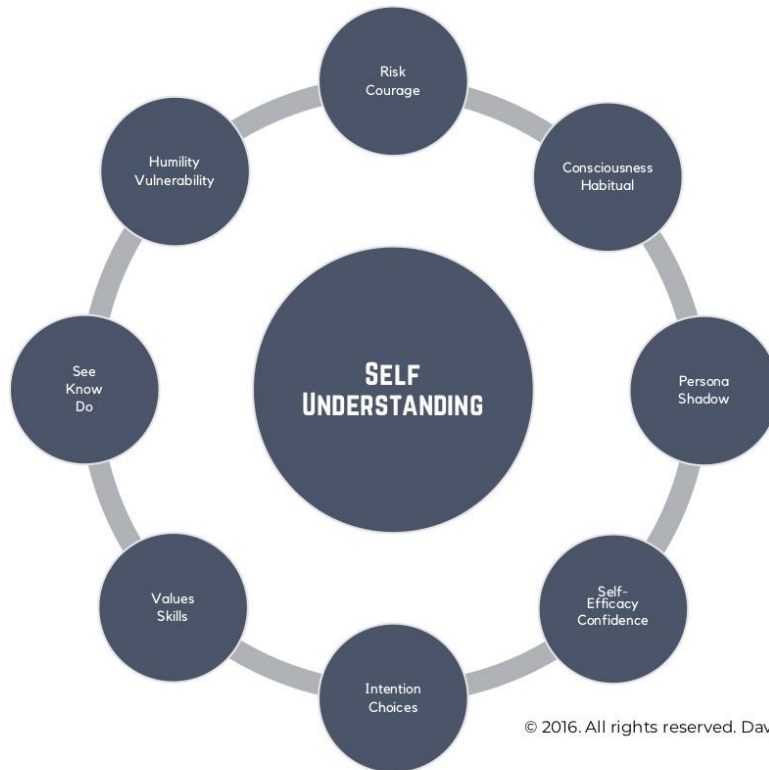 Risk
Courage
Consciousness
Habitual
Persona
Shadow
Self-
Efficacy
Confidence
Intention
Choices
Values
Skills
See
Know
Do
Humility
Vulnerability
SELF
UNDERSTANDING
© 2016. All rights reserved. Dav